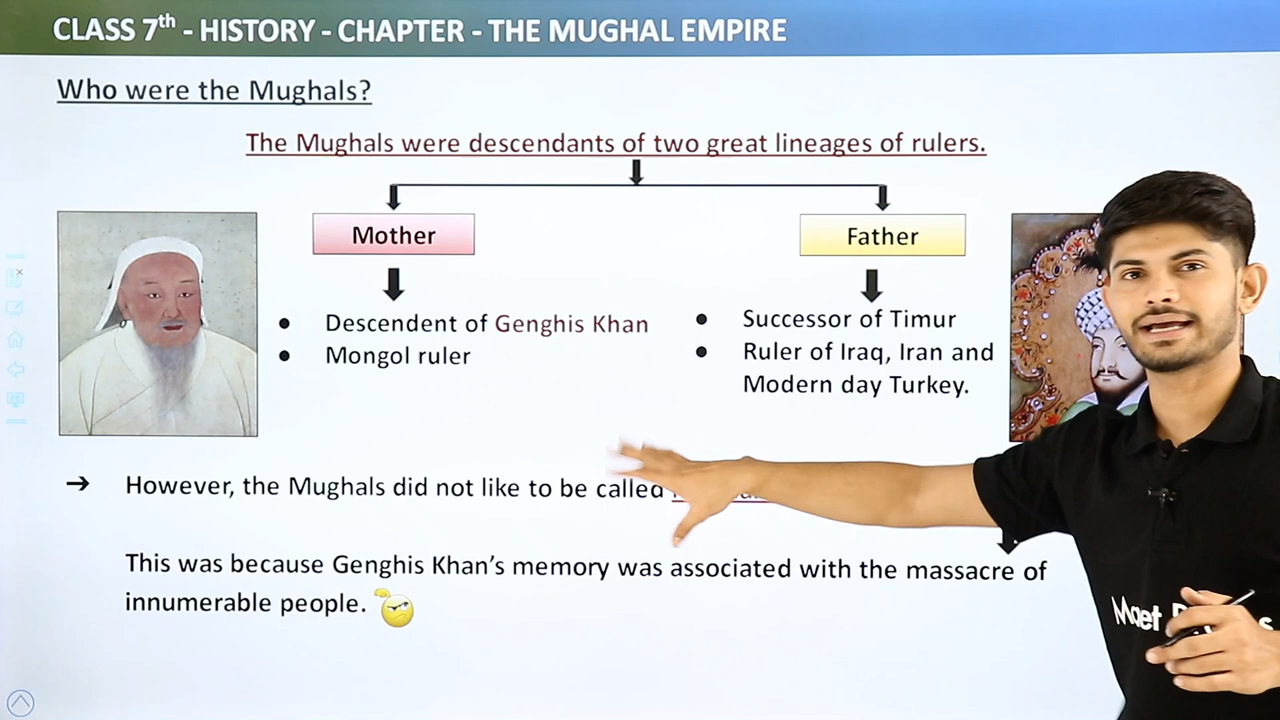 CLASS 7th - HISTORY - CHAPTER - THE MUGHAL EMPIRE
Who were the Mughals?
The Mughals were descendants of two great lineages of rulers.
Mother
Father
● Descendent of Genghis Khan
● Mongol ruler
● Successor of Timur
● Ruler of Iraq, Iran and
Modern day Turkey.
→ However, the Mughals did not like to be called
This was because Genghis Khan's memory was associated with the massacre of
innumerable people.